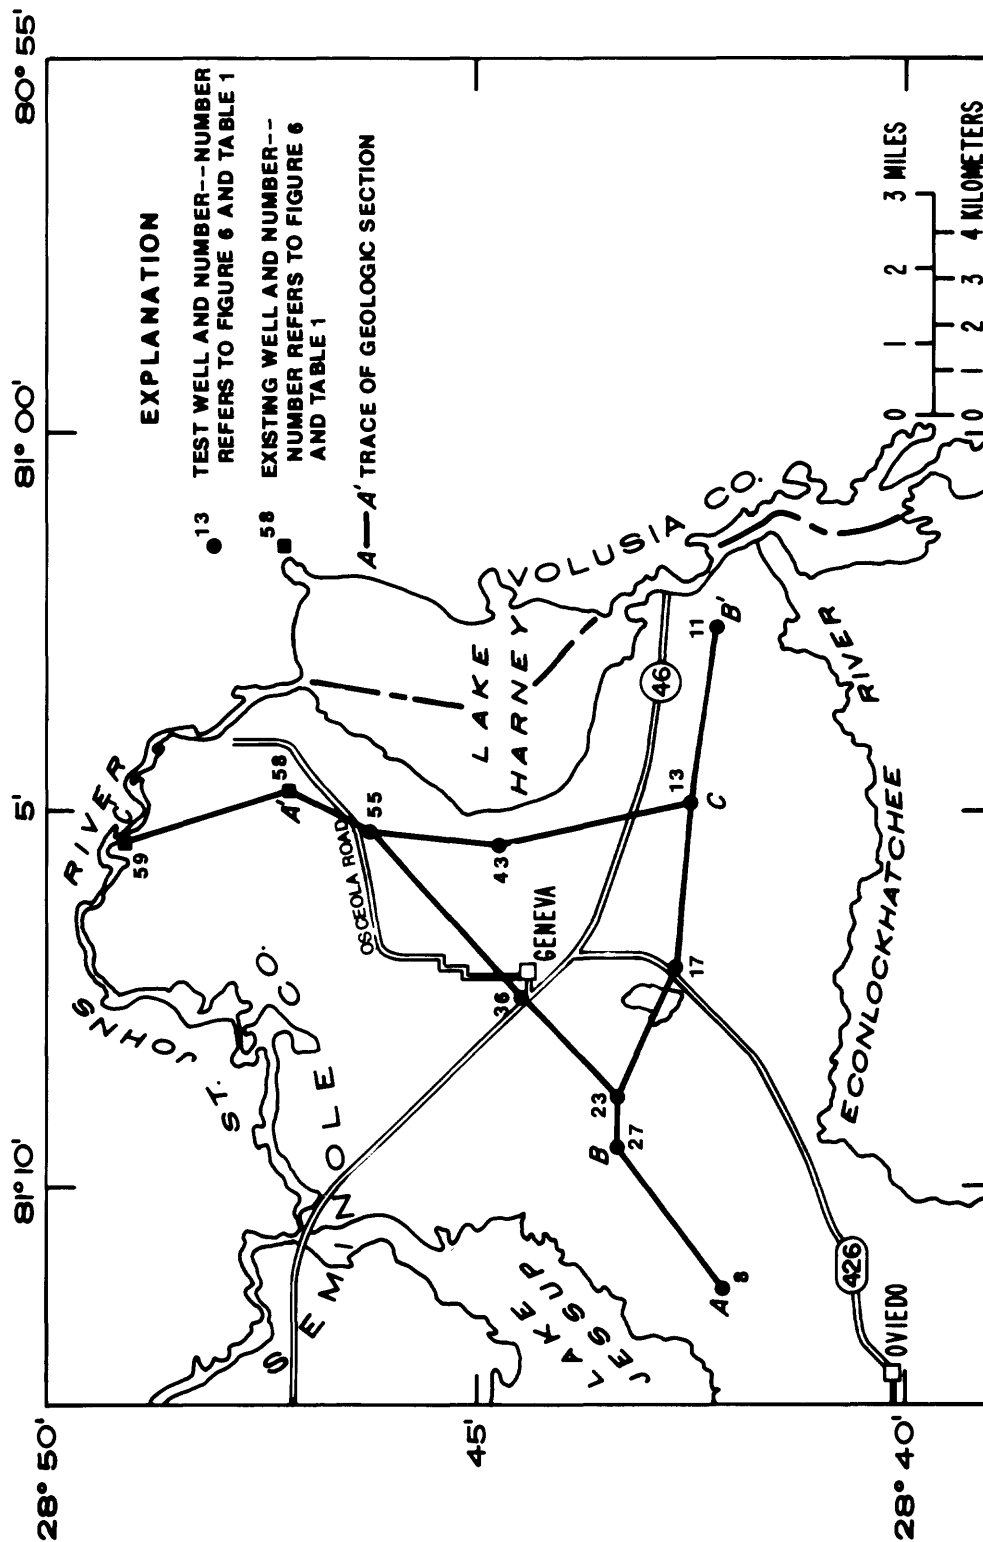 28° 50'
45'
28° 40'
81° 10'
5'
81° 00'
80° 55'
EXPLANATION
13
TEST WELL AND NUMBER--NUMBER
REFERS TO FIGURE 6 AND TABLE 1
58
EXISTING WELL AND NUMBER--
NUMBER REFERS TO FIGURE 6
AND TABLE 1
A—A' TRACE OF GEOLOGIC SECTION
ST. JOHNS RIVER
SEMINOLE CO.
VOLUSIA CO.
LAKE
HARNEY
LAKE
JESSUP
ECONLOCKHATCHEE RIVER
OSCEOLA ROAD
GENEVA
OVIEDO
46
426
59
C'
58
A'
55
43
36
23
27
B
17
13
C
11
B'
A
8
0 1 2 3 MILES
0 1 2 3 4 KILOMETERS